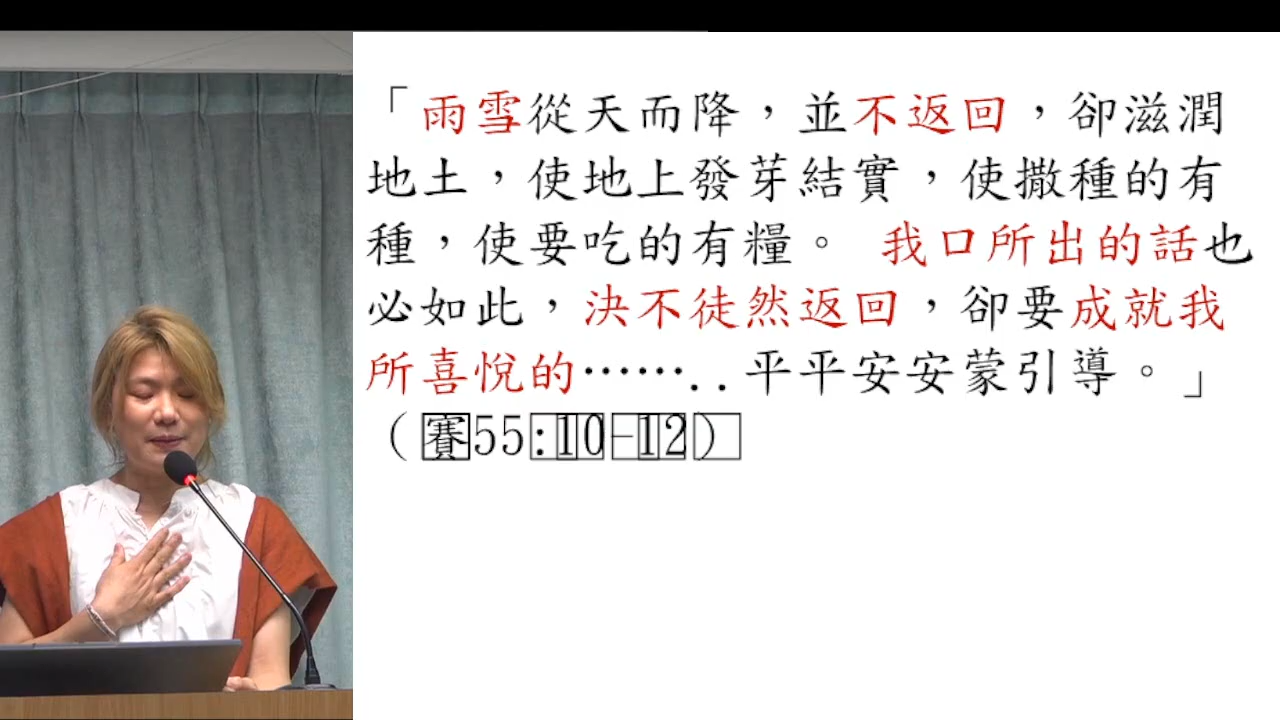 「雨雪從天而降，並不返回，卻滋潤
地土，使地上發芽結實，使撒種的有
種，使要吃的有糧。 我口所出的話也
必如此，決不徒然返回，卻要成就我
所喜悅的⋯⋯..平平安安蒙引導。」
（賽55:10-12）